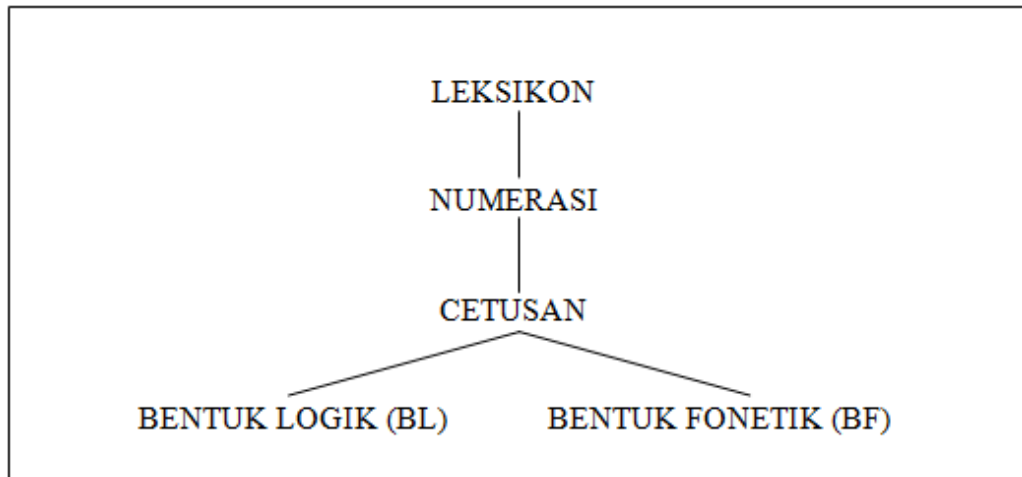 LEKSIKON
NUMERASI
CETUSAN
BENTUK LOGIK (BL) BENTUK FONETIK (BF)